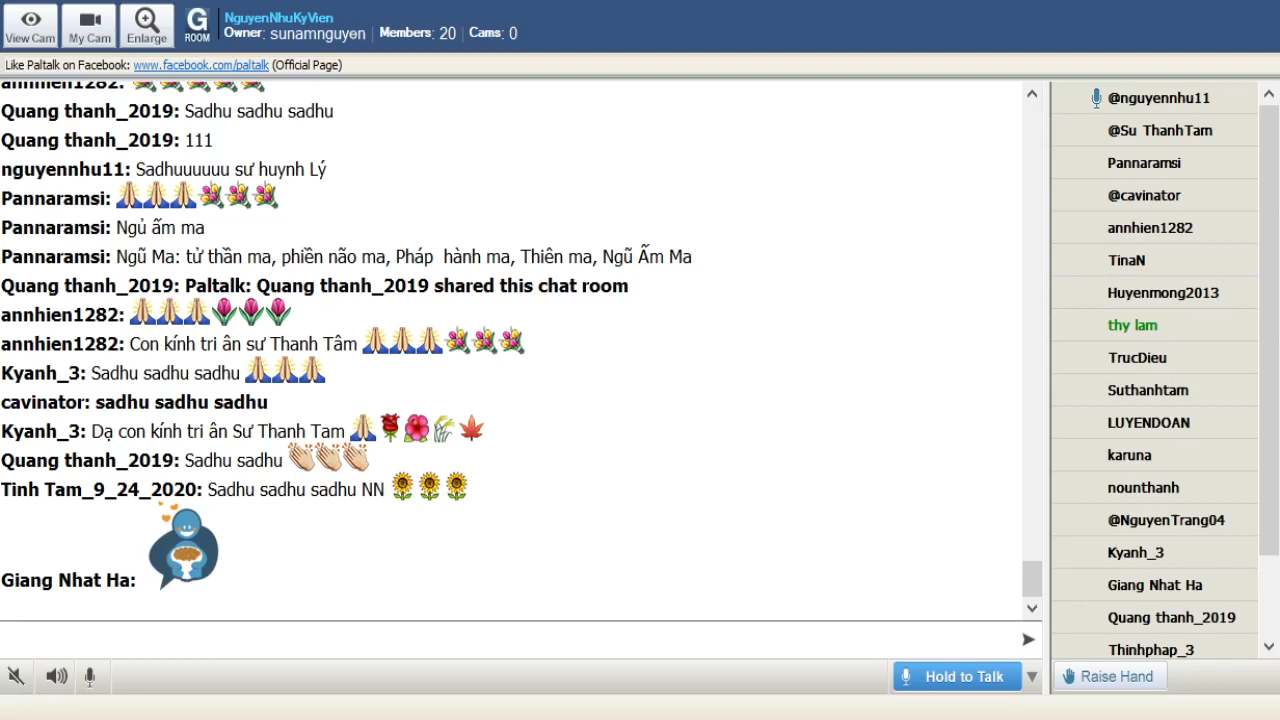 View Cam
My Cam
Enlarge
G
ROOM
NguyenNhuKyVien
Owner: sunamnguyen | Members: 20 | Cams: 0
Like Paltalk on Facebook: www.facebook.com/paltalk (Official Page)
annhien1282:
Quang thanh_2019: Sadhu sadhu sadhu
Quang thanh_2019: 111
nguyennhu11: Sadhuuuuuu sư huynh Lý
Pannaramsi:
Pannaramsi: Ngủ ấm ma
Pannaramsi: Ngũ Ma: tử thần ma, phiền não ma, Pháp hành ma, Thiên ma, Ngũ Ấm Ma
Quang thanh_2019: Paltalk: Quang thanh_2019 shared this chat room
annhien1282:
annhien1282: Con kính tri ân sư Thanh Tâm
Kyanh_3: Sadhu sadhu sadhu
cavinator: sadhu sadhu sadhu
Kyanh_3: Dạ con kính tri ân Sư Thanh Tam
Quang thanh_2019: Sadhu sadhu
Tinh Tam_9_24_2020: Sadhu sadhu sadhu NN
Giang Nhat Ha:
@nguyennhu11
@Su ThanhTam
Pannaramsi
@cavinator
annhien1282
TinaN
Huyenmong2013
thy lam
TrucDieu
Suthanhtam
LUYENDOAN
karuna
nounthanh
@NguyenTrang04
Kyanh_3
Giang Nhat Ha
Quang thanh_2019
Thinhphap_3
Hold to Talk
Raise Hand